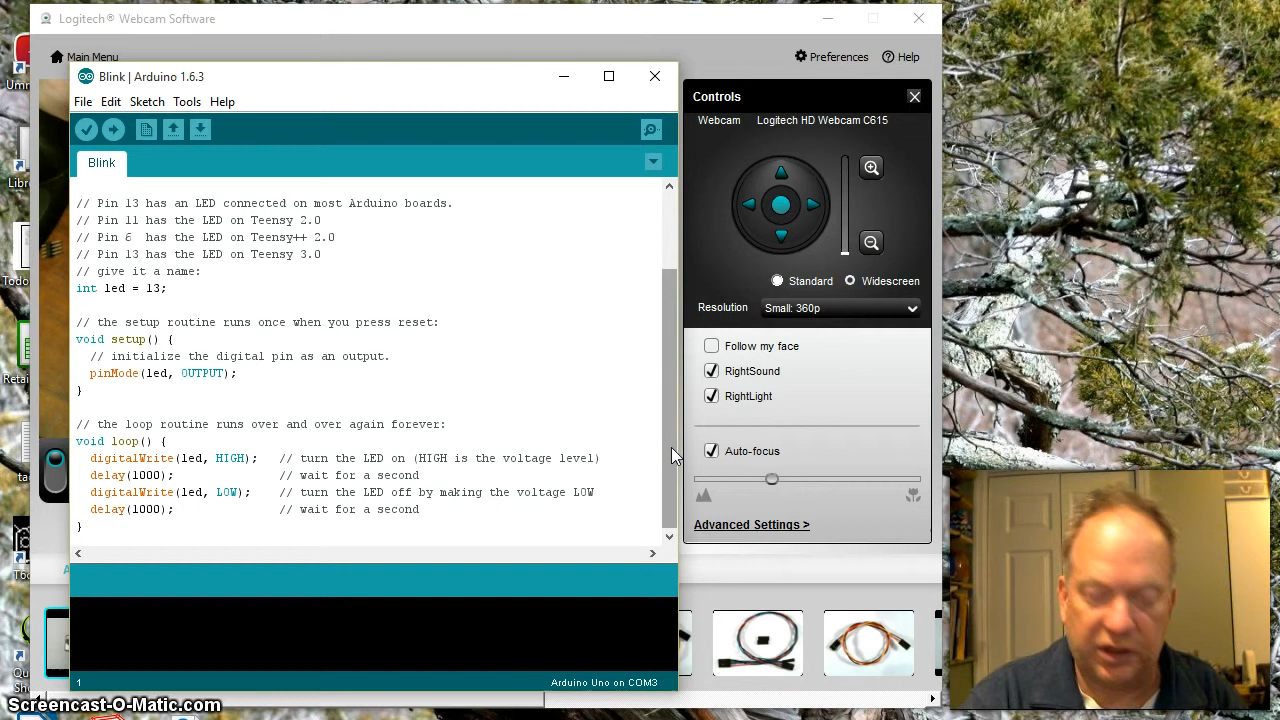 Logitech® Webcam Software
Main Menu
Preferences
Help
Blink | Arduino 1.6.3
File Edit Sketch Tools Help
Blink
// Pin 13 has an LED connected on most Arduino boards.
// Pin 11 has the LED on Teensy 2.0
// Pin 6  has the LED on Teensy++ 2.0
// Pin 13 has the LED on Teensy 3.0
// give it a name:
int led = 13;
// the setup routine runs once when you press reset:
void setup() {
// initialize the digital pin as an output.
pinMode(led, OUTPUT);
}
// the loop routine runs over and over again forever:
void loop() {
digitalWrite(led, HIGH);   // turn the LED on (HIGH is the voltage level)
delay(1000);               // wait for a second
digitalWrite(led, LOW);    // turn the LED off by making the voltage LOW
delay(1000);               // wait for a second
}
1
Arduino Uno on COM3
Controls
Webcam Logitech HD Webcam C615
Standard
Widescreen
Resolution Small: 360p
Follow my face
RightSound
RightLight
Auto-focus
Advanced Settings >
Screencast-O-Matic.com